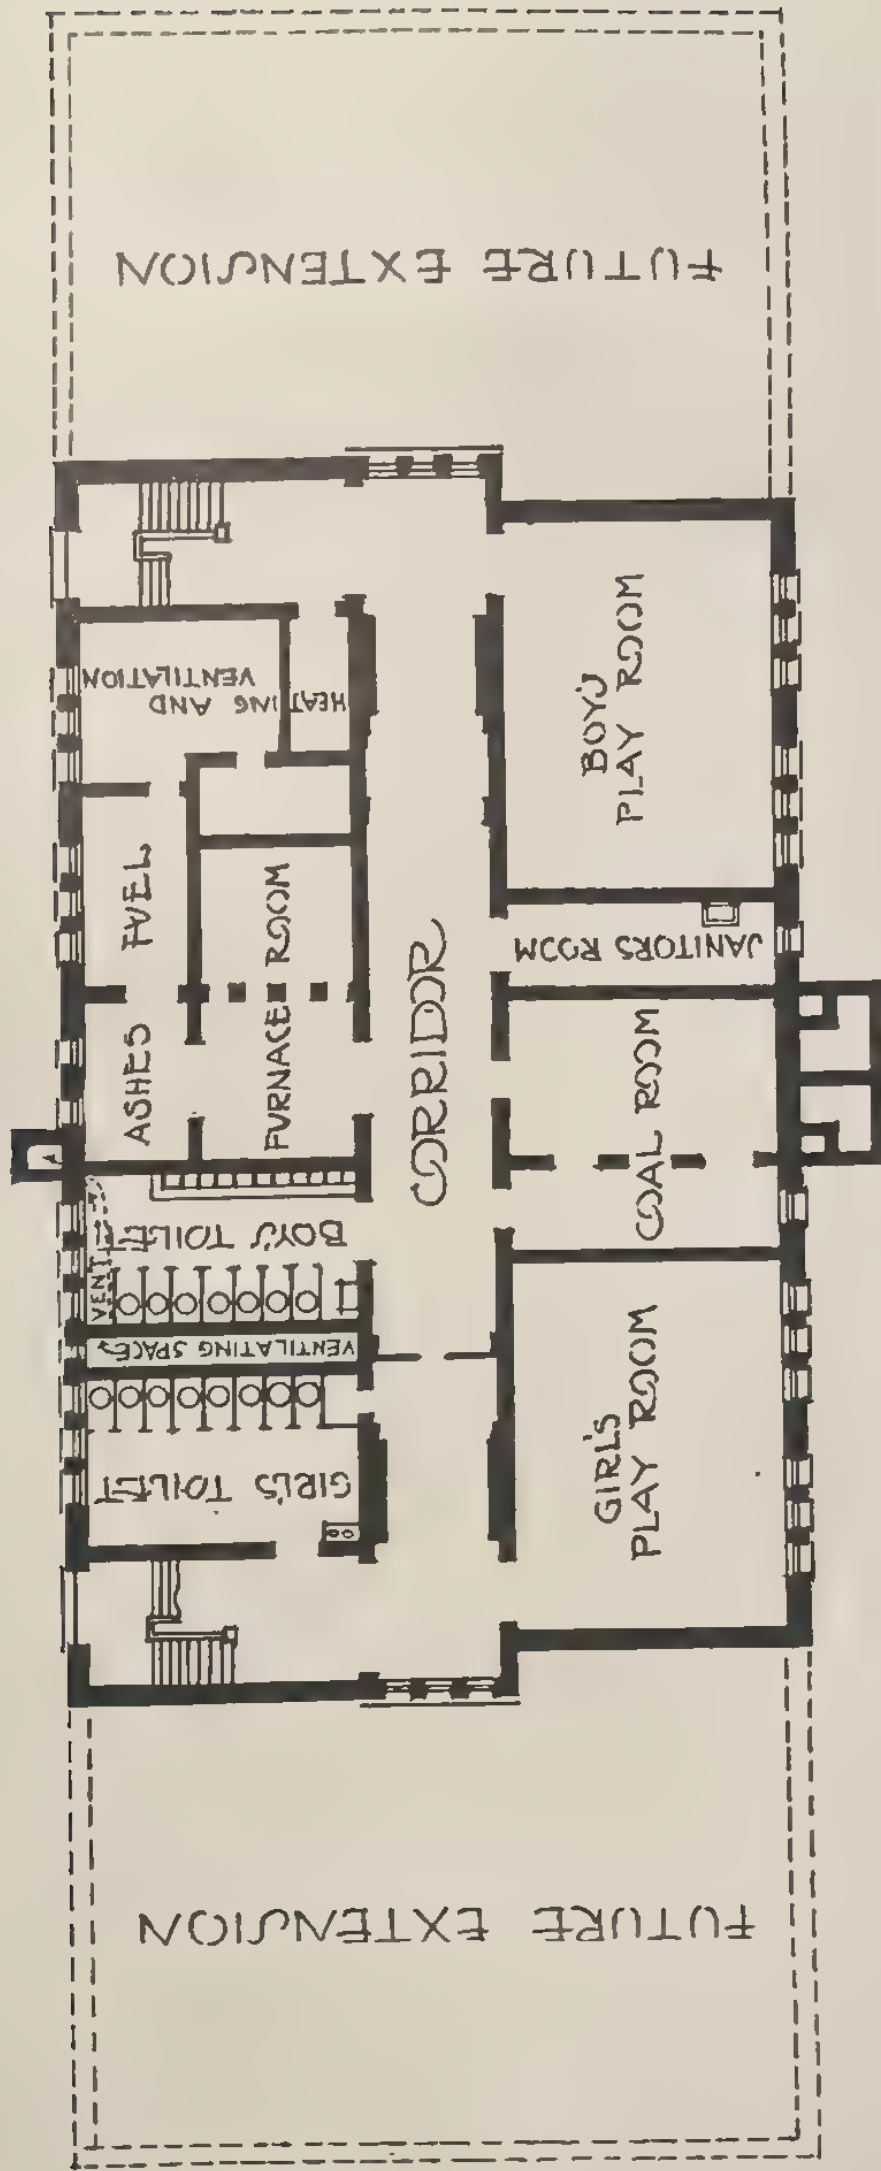 FUTURE EXTENSION
HEATING AND
VENTILATION
FUEL
BOY'S
PLAY ROOM
FURNACE ROOM
ASHES
JANITORS ROOM
CORRIDOR
COAL ROOM
BOY'S TOILET
VENT
VENTILATING SPACE
GIRL'S TOILET
GIRL'S
PLAY ROOM
FUTURE EXTENSION